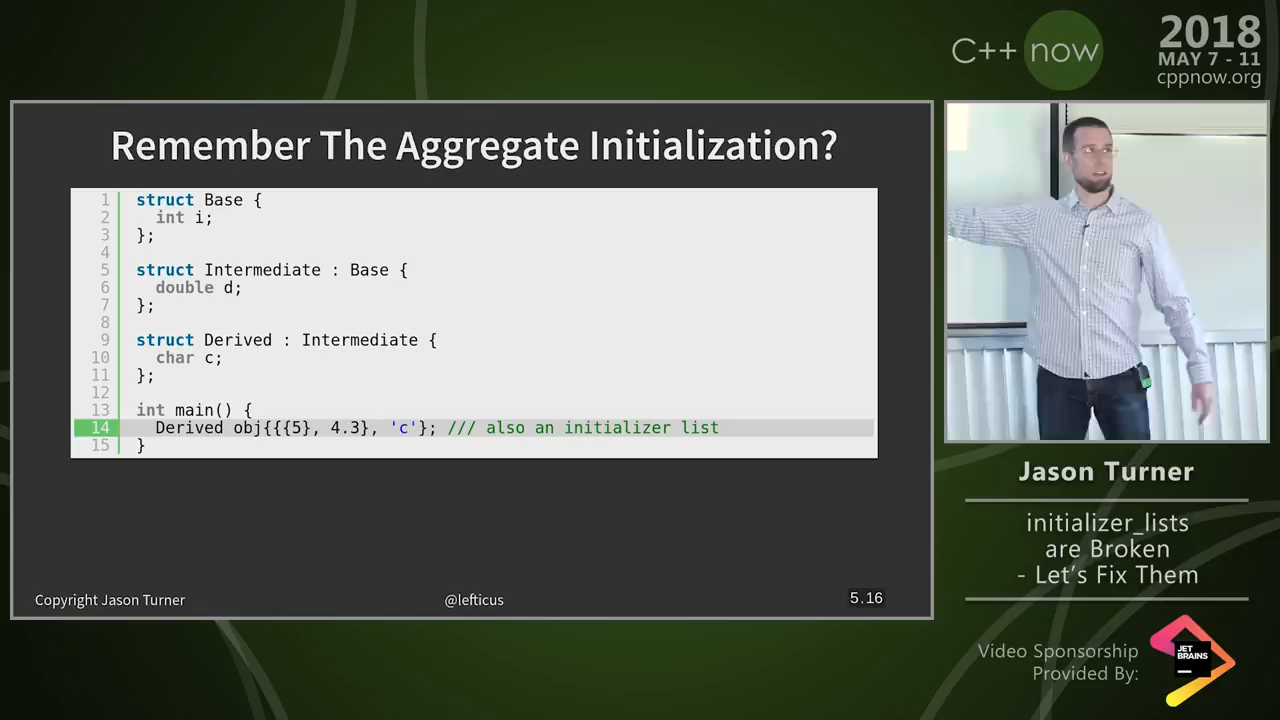 C++ now
2018
MAY 7 - 11
cppnow.org
Remember The Aggregate Initialization?
1 struct Base {
2   int i;
3 };
4
5 struct Intermediate : Base {
6   double d;
7 };
8
9 struct Derived : Intermediate {
10   char c;
11 };
12
13 int main() {
14   Derived obj{{{5}, 4.3}, 'c'}; /// also an initializer list
15 }
Copyright Jason Turner
@lefticus
5.16
Jason Turner
initializer_lists
are Broken
- Let's Fix Them
Video Sponsorship
Provided By:
JET
BRAINS